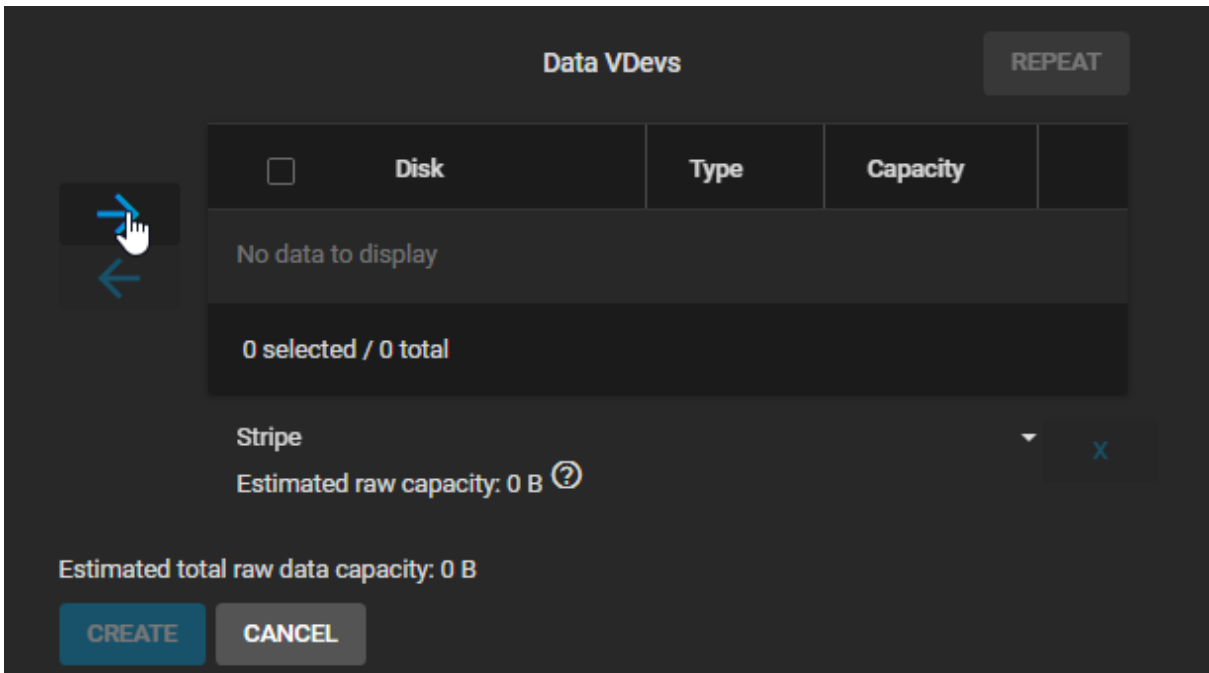 Data VDevs
REPEAT
Disk Type Capacity
No data to display
0 selected / 0 total
Stripe
X
Estimated raw capacity: 0 B ?
Estimated total raw data capacity: 0 B
CREATE CANCEL